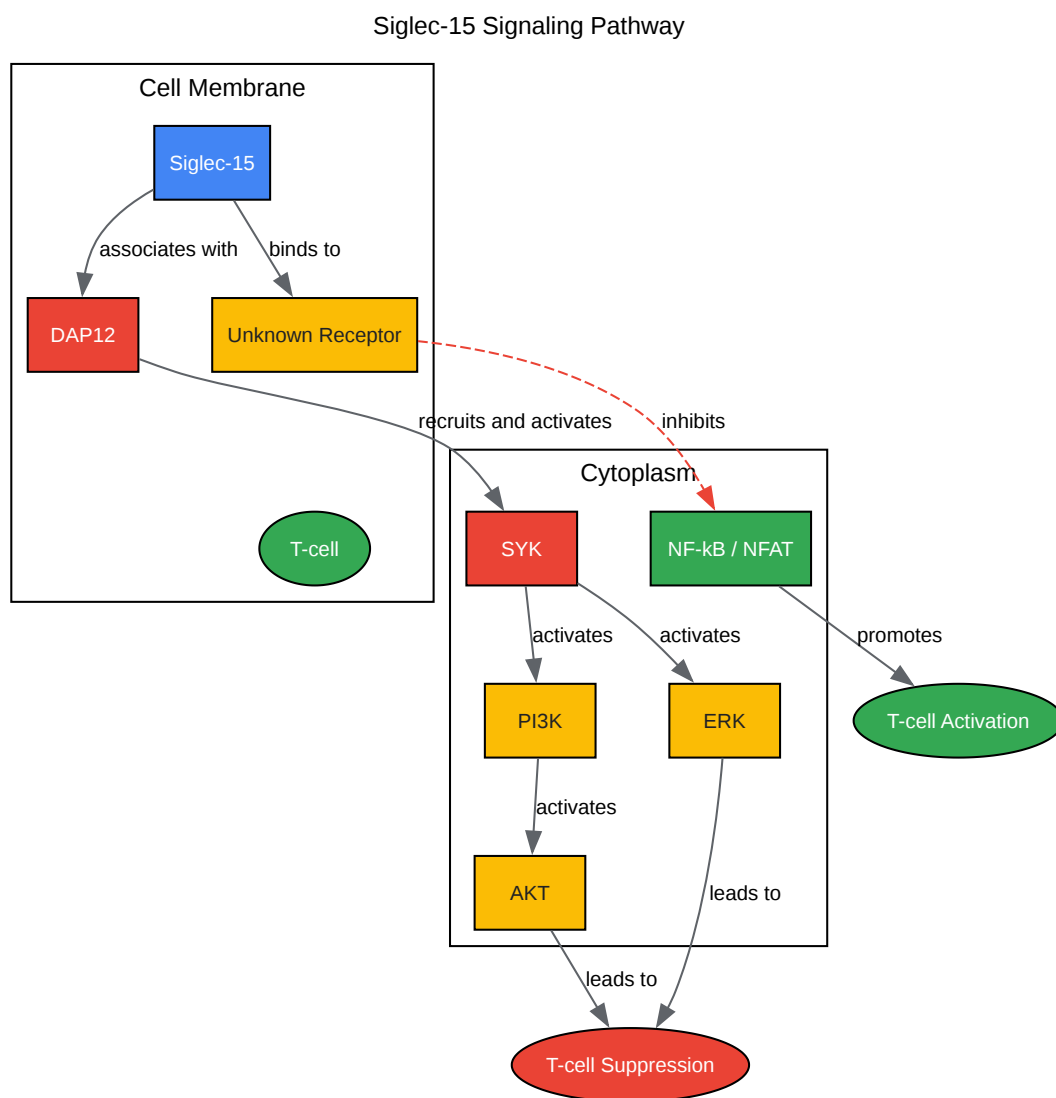 Siglec-15 Signaling Pathway
Cell Membrane
Siglec-15
associates with
binds to
DAP12
Unknown Receptor
recruits and activates
inhibits
Cytoplasm
T-cell
SYK
NF-kB / NFAT
activates
activates
promotes
PI3K
ERK
T-cell Activation
activates
AKT
leads to
leads to
T-cell Suppression